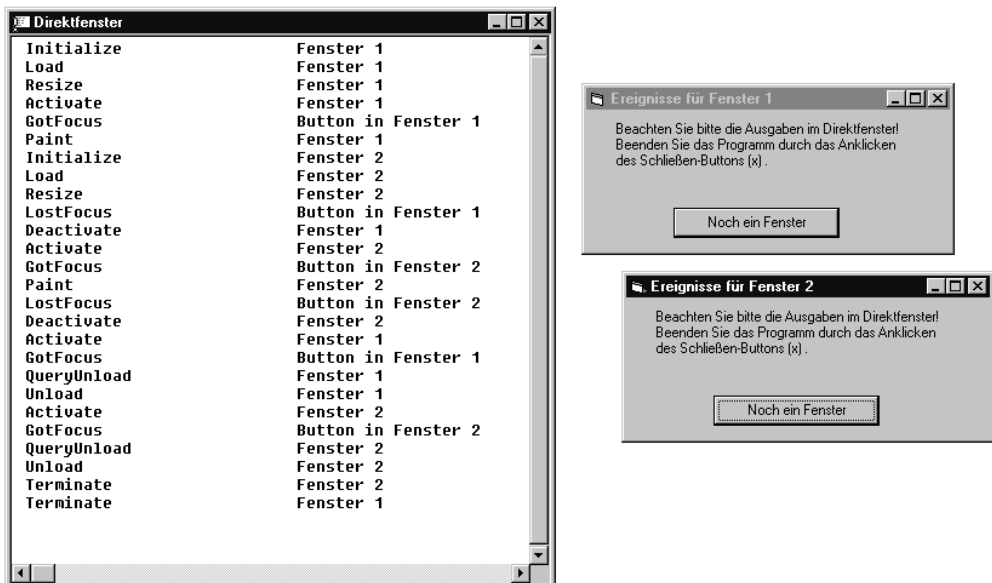 Direktfenster
Initialize Fenster 1
Load Fenster 1
Resize Fenster 1
Activate Fenster 1
GotFocus Button in Fenster 1
Paint Fenster 1
Initialize Fenster 2
Load Fenster 2
Resize Fenster 2
LostFocus Button in Fenster 1
Deactivate Fenster 1
Activate Fenster 2
GotFocus Button in Fenster 2
Paint Fenster 2
LostFocus Button in Fenster 2
Deactivate Fenster 2
Activate Fenster 1
GotFocus Button in Fenster 1
QueryUnload Fenster 1
Unload Fenster 1
Activate Fenster 2
GotFocus Button in Fenster 2
QueryUnload Fenster 2
Unload Fenster 2
Terminate Fenster 2
Terminate Fenster 1
Ereignisse für Fenster 1
Beachten Sie bitte die Ausgaben im Direktfenster!
Beenden Sie das Programm durch das Anklicken
des Schließen-Buttons (x) .
Noch ein Fenster
Ereignisse für Fenster 2
Beachten Sie bitte die Ausgaben im Direktfenster!
Beenden Sie das Programm durch das Anklicken
des Schließen-Buttons (x) .
Noch ein Fenster